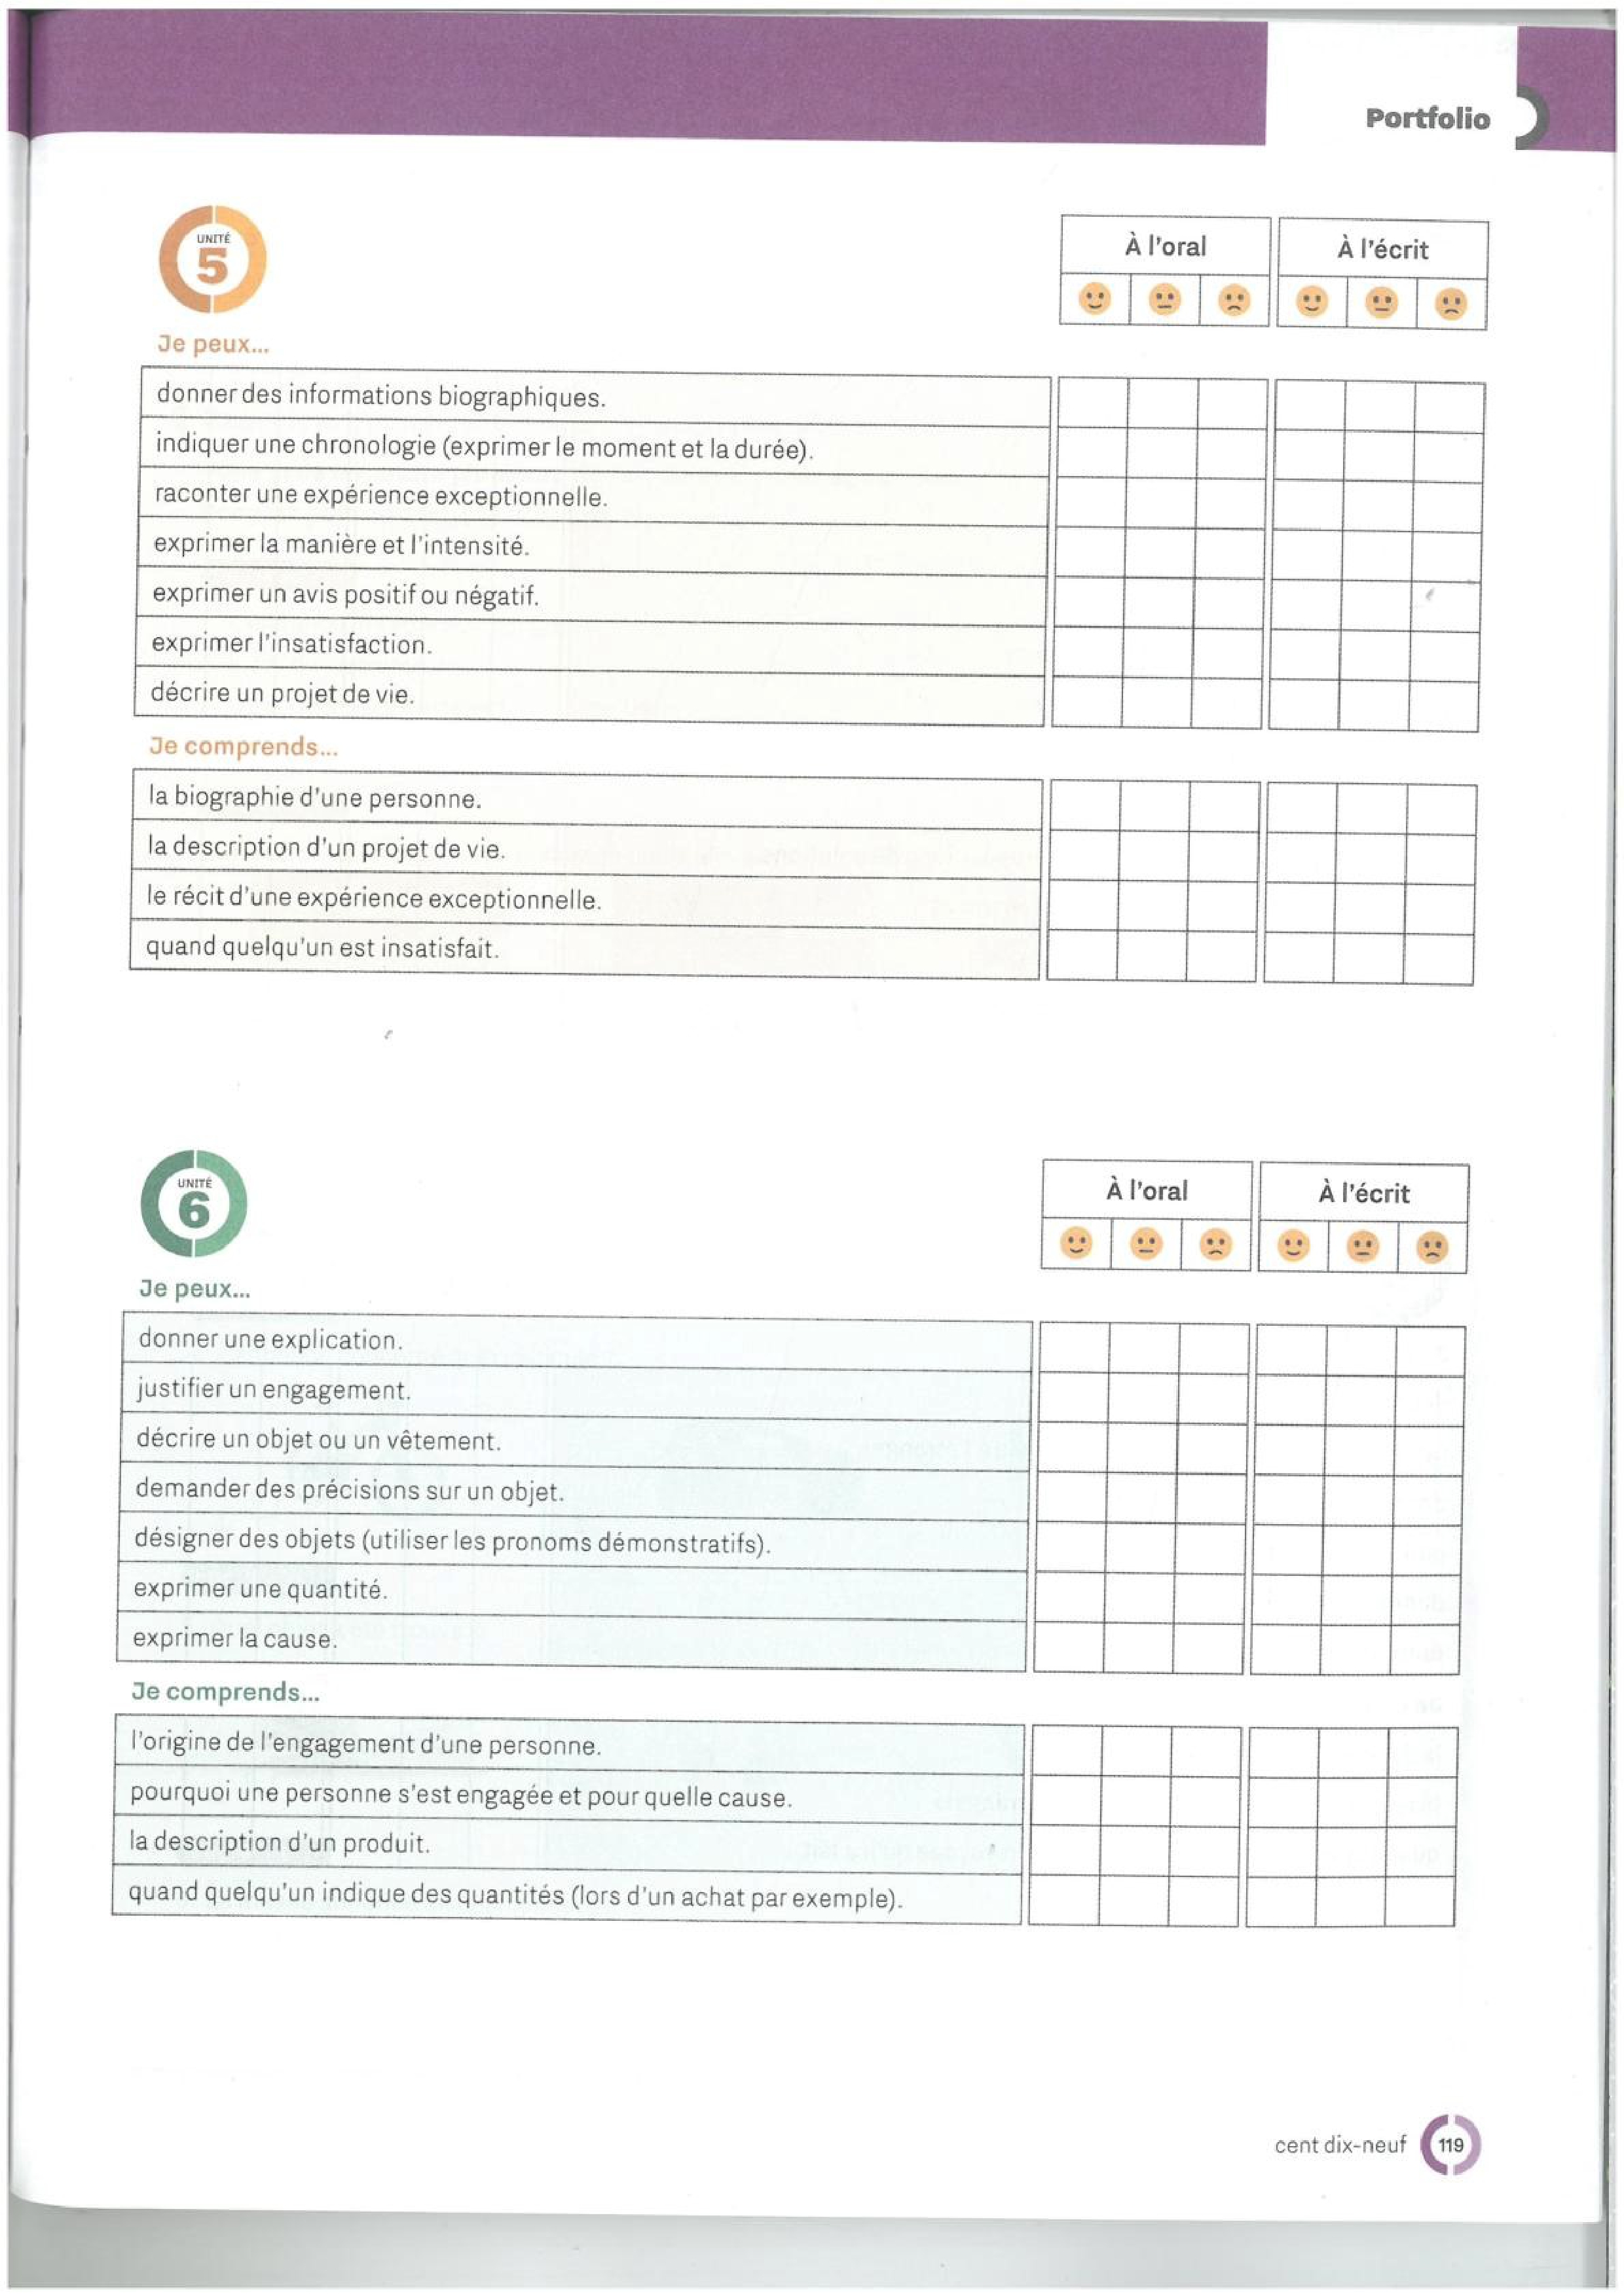 Portfolio
UNITÉ
5
À l'oral À l'écrit
Je peux...
donner des informations biographiques.
indiquer une chronologie (exprimer le moment et la durée).
raconter une expérience exceptionnelle.
exprimer la manière et l'intensité.
exprimer un avis positif ou négatif.
exprimer l'insatisfaction.
décrire un projet de vie.
Je comprends...
la biographie d'une personne.
la description d'un projet de vie.
le récit d'une expérience exceptionnelle.
quand quelqu'un est insatisfait.
UNITÉ
6
À l'oral À l'écrit
Je peux...
donner une explication.
justifier un engagement.
décrire un objet ou un vêtement.
demander des précisions sur un objet.
désigner des objets (utiliser les pronoms démonstratifs).
exprimer une quantité.
exprimer la cause.
Je comprends...
l'origine de l'engagement d'une personne.
pourquoi une personne s'est engagée et pour quelle cause.
la description d'un produit.
quand quelqu'un indique des quantités (lors d'un achat par exemple).
cent dix-neuf 119